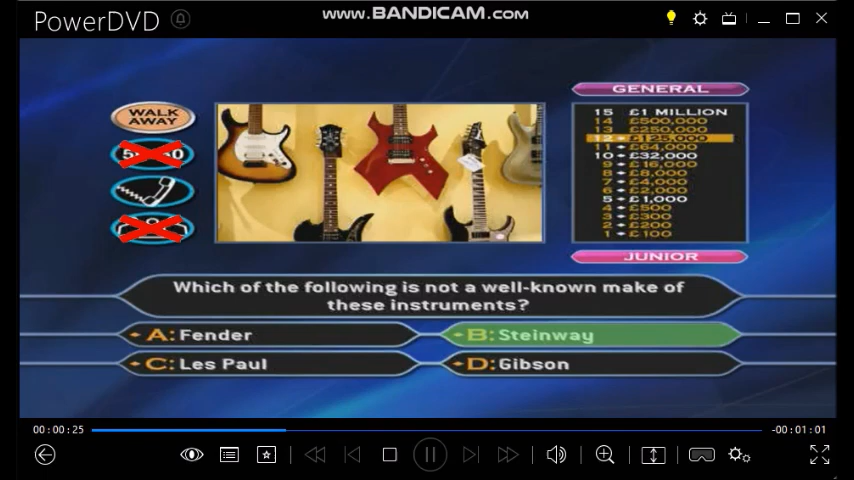 PowerDVD
www.BANDICAM.com
GENERAL
WALK
AWAY
15 £1 MILLION
14 £500,000
13 £250,000
12 £125,000
11 £64,000
10 £32,000
9 £16,000
8 £8,000
7 £4,000
6 £2,000
5 £1,000
4 £500
3 £300
2 £200
1 £100
JUNIOR
Which of the following is not a well-known make of
these instruments?
A: Fender
B: Steinway
C: Les Paul
D: Gibson
00:00:25
-00:01:01